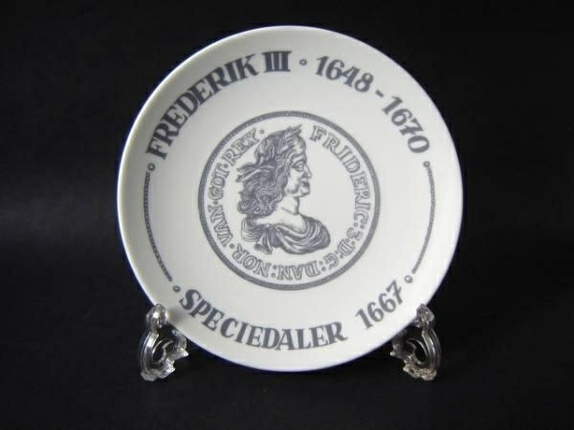 FREDERIK III · 1648 - 1670
FRIDERIC: 3 · D: G: DAN: NOR · VAN · GOT · REX ·
SPECIEDALER 1667